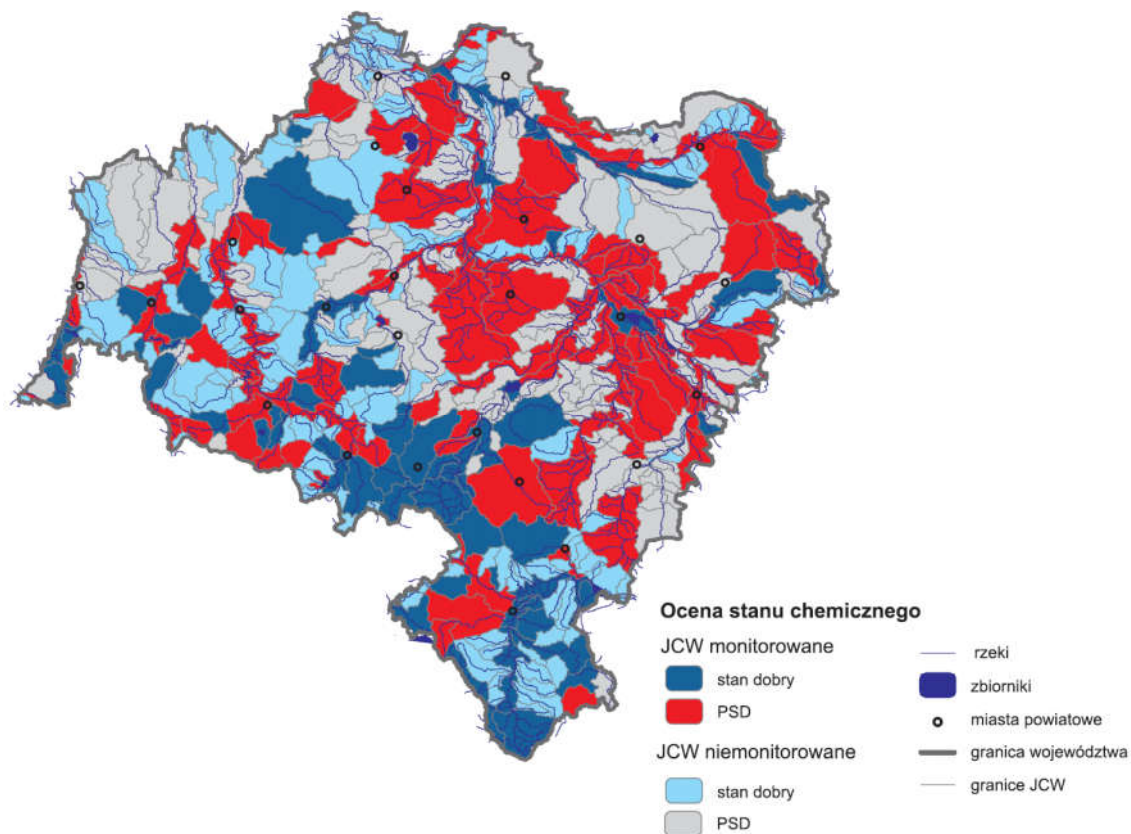 Ocena stanu chemicznego
JCW monitorowane
stan dobry
PSD
JCW niemonitorowane
stan dobry
PSD
rzeki
zbiorniki
miasta powiatowe
granica województwa
granice JCW